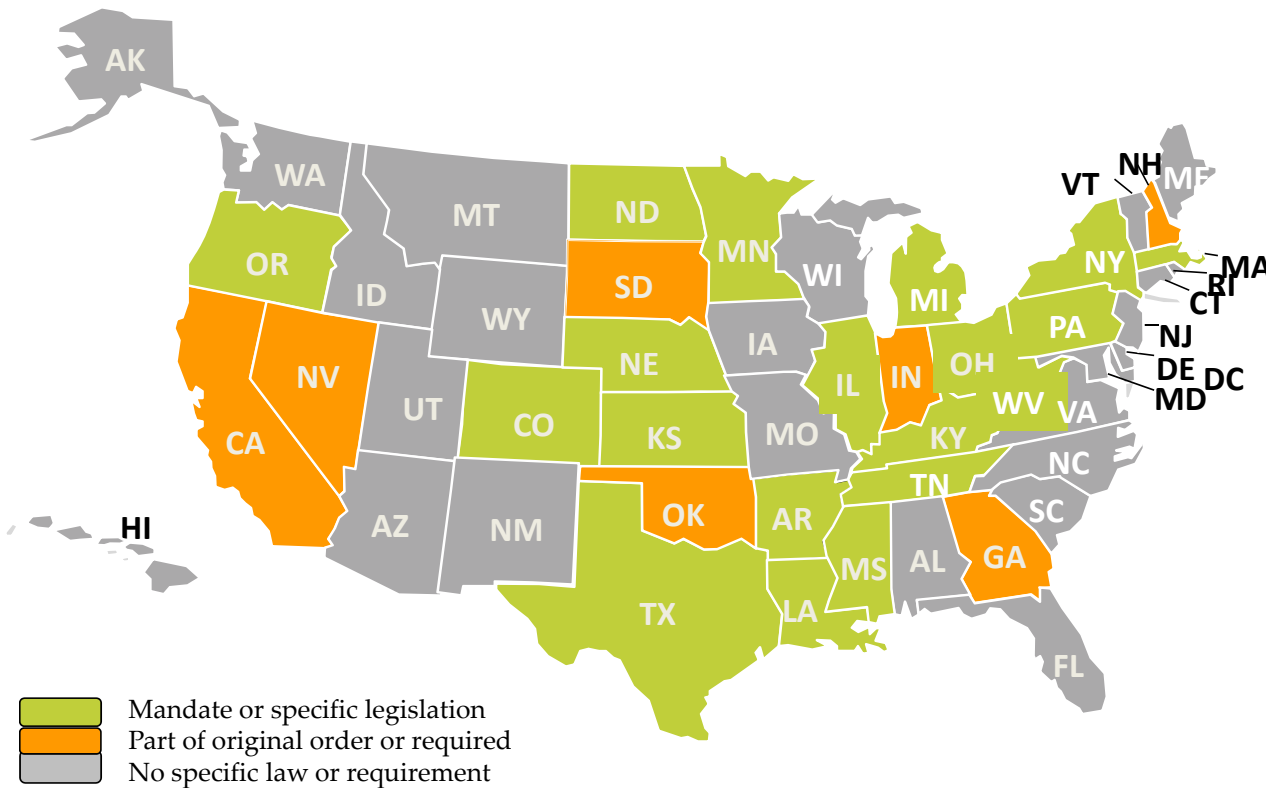 AK
WA
MT
ND
MN
VT
NH
ME
OR
ID
SD
WI
MI
NY
MA
RI
CT
WY
NE
IA
PA
NJ
NV
UT
CO
IL
IN
OH
DE
DC
MD
CA
KS
MO
WV
VA
KY
NC
TN
HI
AZ
NM
OK
AR
SC
MS
AL
GA
TX
LA
FL
Mandate or specific legislation
Part of original order or required
No specific law or requirement